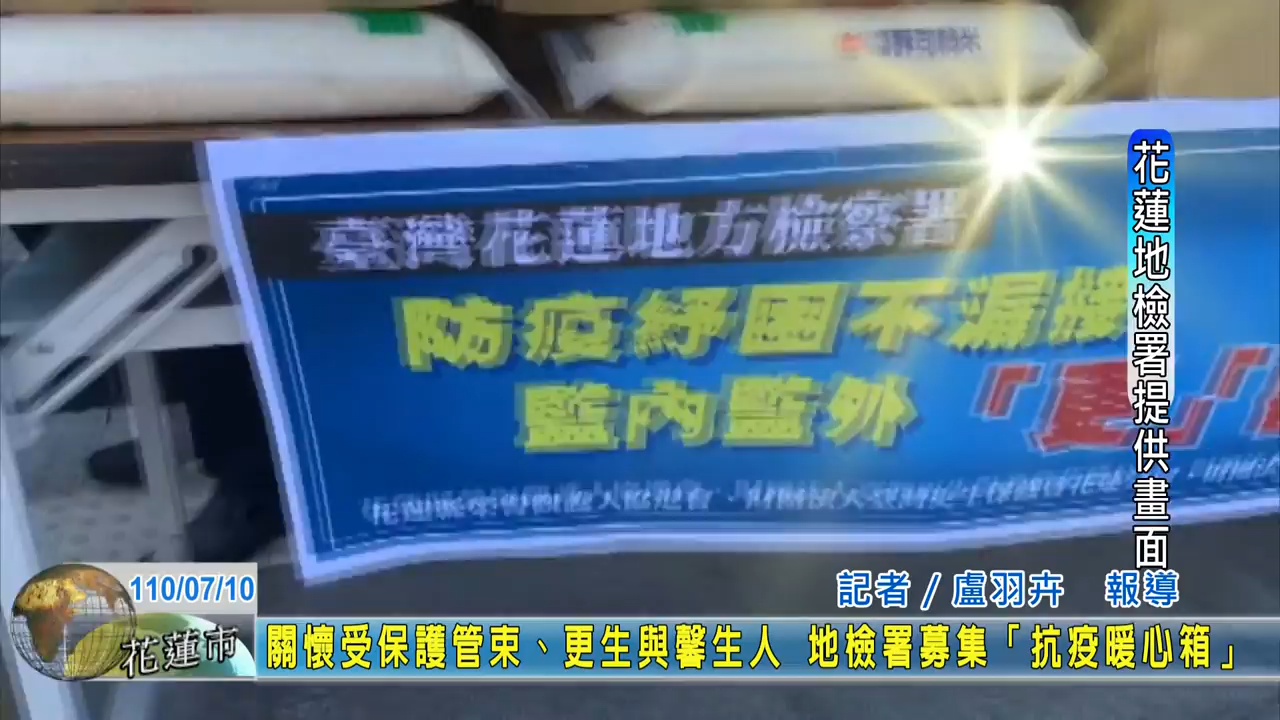 臺灣花蓮地方檢察署
防疫紓困不漏接
監內監外 『更』
花蓮地檢署提供畫面
記者/盧羽卉 報導
110/07/10
花蓮市
關懷受保護管束、更生與馨生人 地檢署募集「抗疫暖心箱」